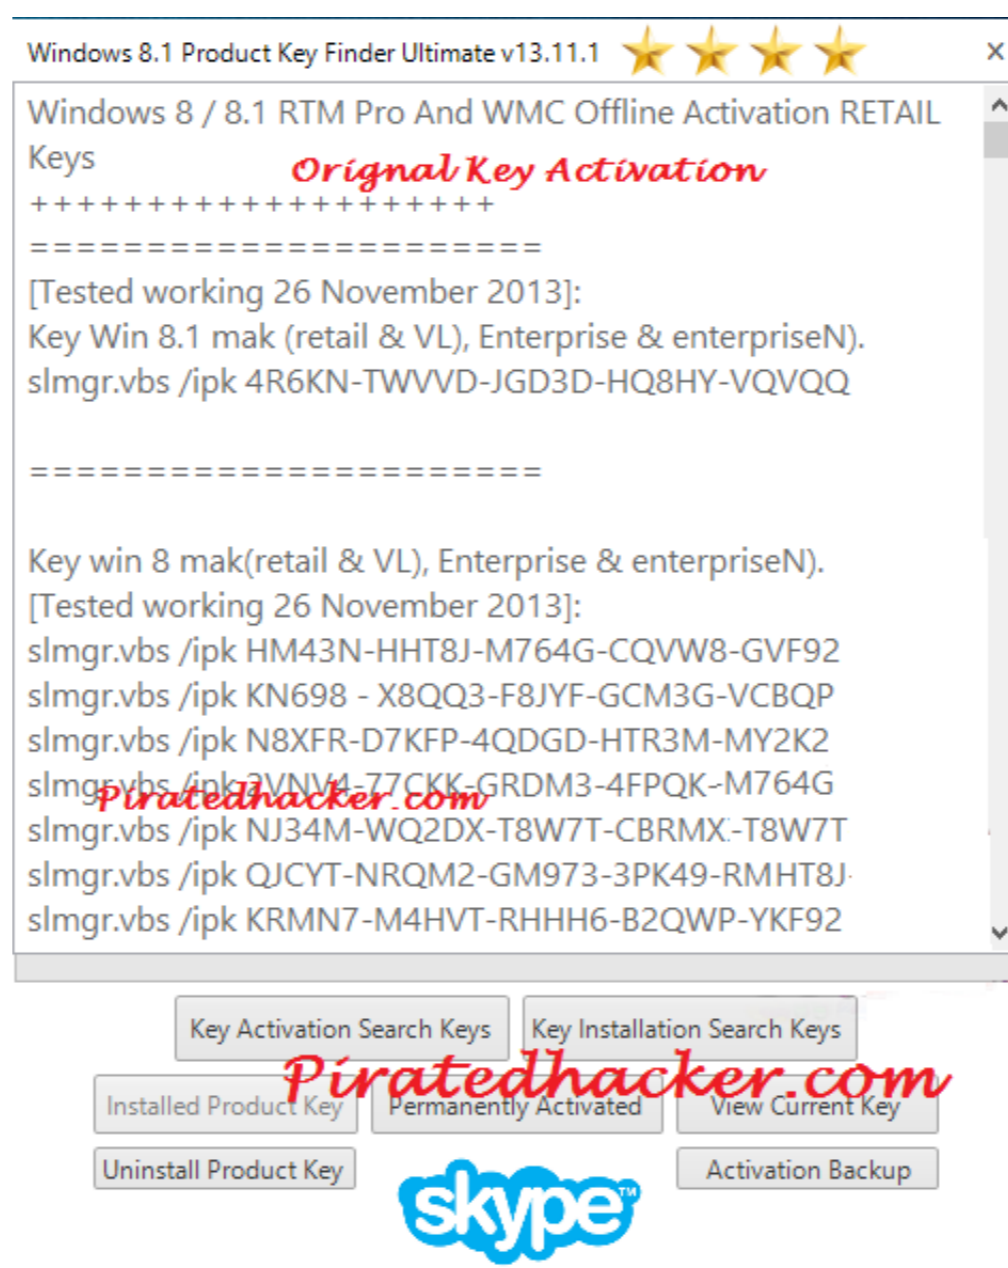 Windows 8.1 Product Key Finder Ultimate v13.11.1
Windows 8 / 8.1 RTM Pro And WMC Offline Activation RETAIL
Keys
Orignal Key Activation
++++++++++++++++++++
======================
[Tested working 26 November 2013]:
Key Win 8.1 mak (retail & VL), Enterprise & enterpriseN).
slmgr.vbs /ipk 4R6KN-TWVVD-JGD3D-HQ8HY-VQVQQ
======================
Key win 8 mak(retail & VL), Enterprise & enterpriseN).
[Tested working 26 November 2013]:
slmgr.vbs /ipk HM43N-HHT8J-M764G-CQVW8-GVF92
slmgr.vbs /ipk KN698 - X8QQ3-F8JYF-GCM3G-VCBQP
slmgr.vbs /ipk N8XFR-D7KFP-4QDGD-HTR3M-MY2K2
slmgr.vbs /ipk 2VNV4-77CKK-GRDM3-4FPQK-M764G
Piratedhacker.com
slmgr.vbs /ipk NJ34M-WQ2DX-T8W7T-CBRMX-T8W7T
slmgr.vbs /ipk QJCYT-NRQM2-GM973-3PK49-RMHT8J-
slmgr.vbs /ipk KRMN7-M4HVT-RHHH6-B2QWP-YKF92
Key Activation Search Keys
Key Installation Search Keys
Piratedhacker.com
Installed Product Key
Permanently Activated
View Current Key
Uninstall Product Key
Activation Backup
skype™